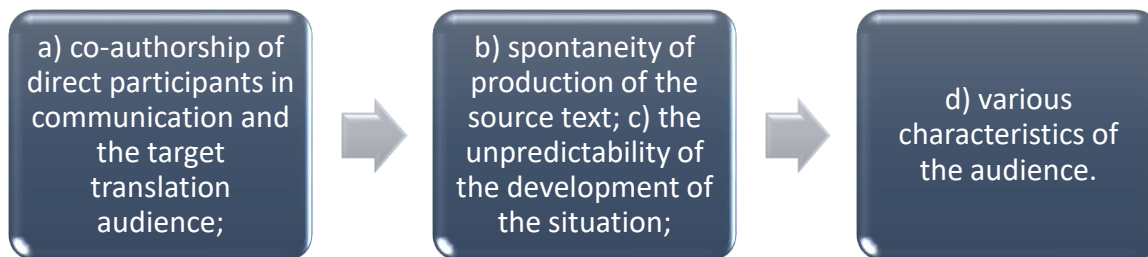 a) co-authorship of
direct participants in
communication and
the target
translation
audience;
b) spontaneity of
production of the
source text; c) the
unpredictability of
the development of
the situation;
d) various
characteristics of
the audience.